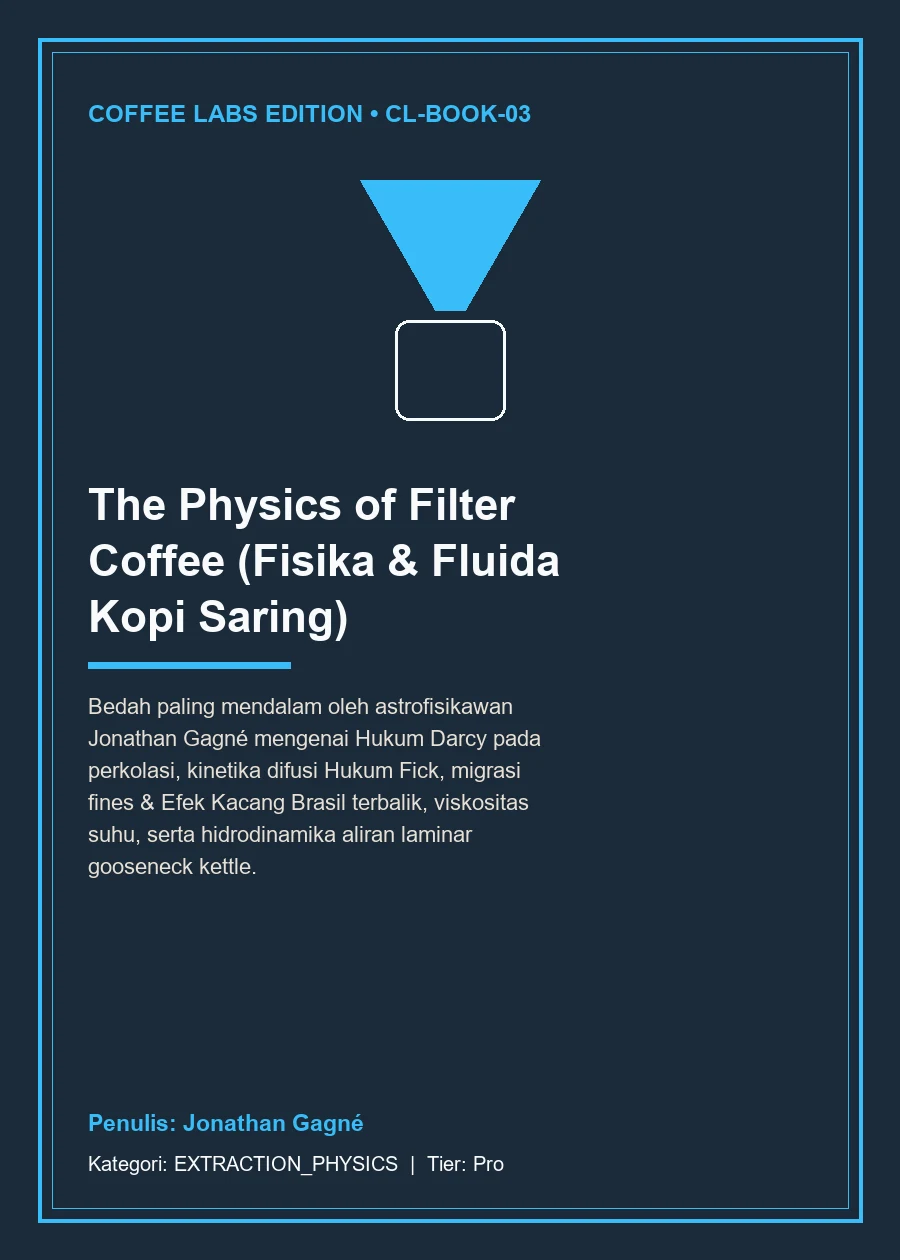 COFFEE LABS EDITION • CL-BOOK-03
The Physics of Filter
Coffee (Fisika & Fluida
Kopi Saring)
Bedah paling mendalam oleh astrofisikawan
Jonathan Gagné mengenai Hukum Darcy pada
perkolasi, kinetika difusi Hukum Fick, migrasi
fines & Efek Kacang Brasil terbalik, viskositas
suhu, serta hidrodinamika aliran laminar
gooseneck kettle.
Penulis: Jonathan Gagné
Kategori: EXTRACTION_PHYSICS | Tier: Pro